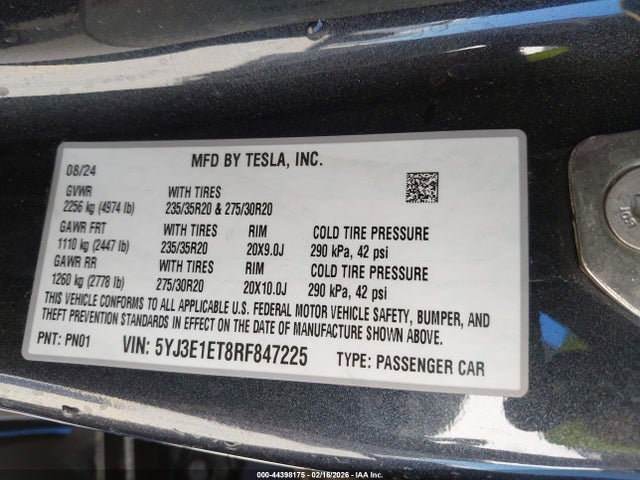 08/24 MFD BY TESLA, INC.
GVWR WITH TIRES
2256 kg (4974 lb) 235/35R20 & 275/30R20
GAWR FRT WITH TIRES RIM COLD TIRE PRESSURE
1110 kg (2447 lb) 235/35R20 20X9.0J 290 kPa, 42 psi
GAWR RR WITH TIRES RIM COLD TIRE PRESSURE
1260 kg (2778 lb) 275/30R20 20X10.0J 290 kPa, 42 psi
THIS VEHICLE CONFORMS TO ALL APPLICABLE U.S. FEDERAL MOTOR VEHICLE SAFETY, BUMPER, AND
THEFT PREVENTION STANDARDS IN EFFECT ON THE DATE OF MANUFACTURE SHOWN ABOVE.
PNT: PN01 VIN: 5YJ3E1ET8RF847225 TYPE: PASSENGER CAR
000-44398175 - 02/16/2026 - IAA Corp.